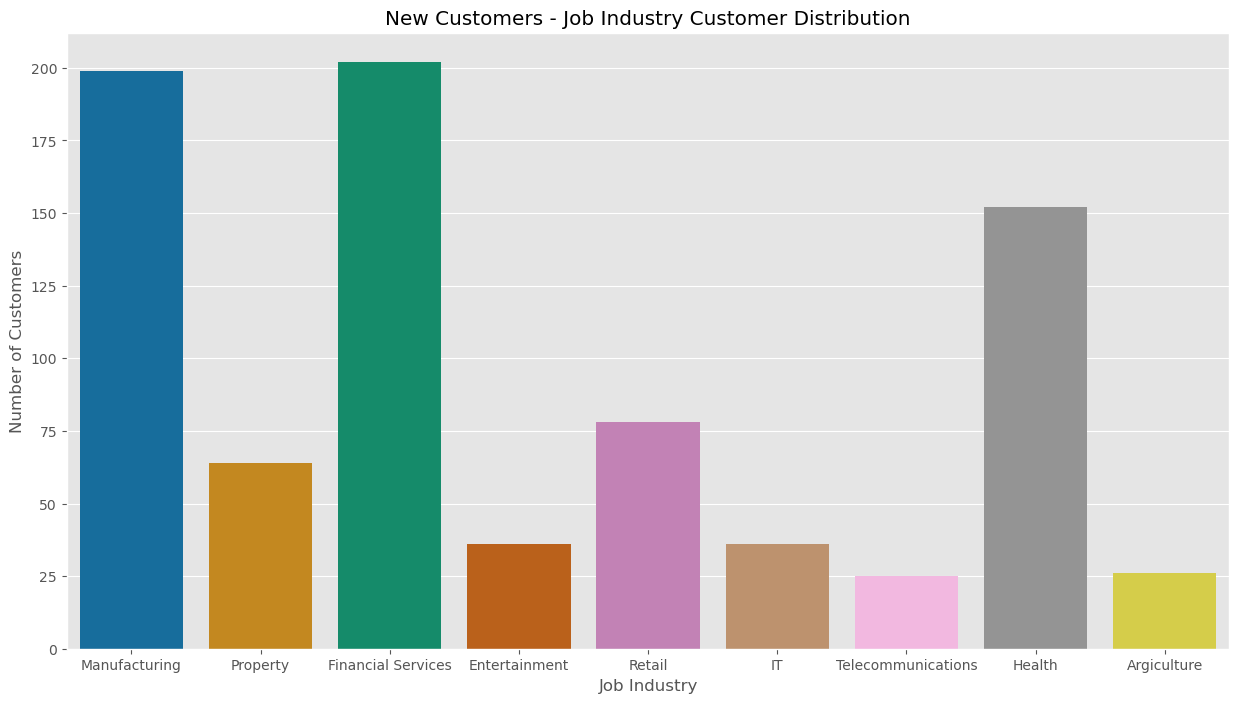 New Customers - Job Industry Customer Distribution
200
175
150
125
100
75
50
25
0
Number of Customers
Manufacturing Property Financial Services Entertainment Retail IT Telecommunications Health Argiculture
Job Industry